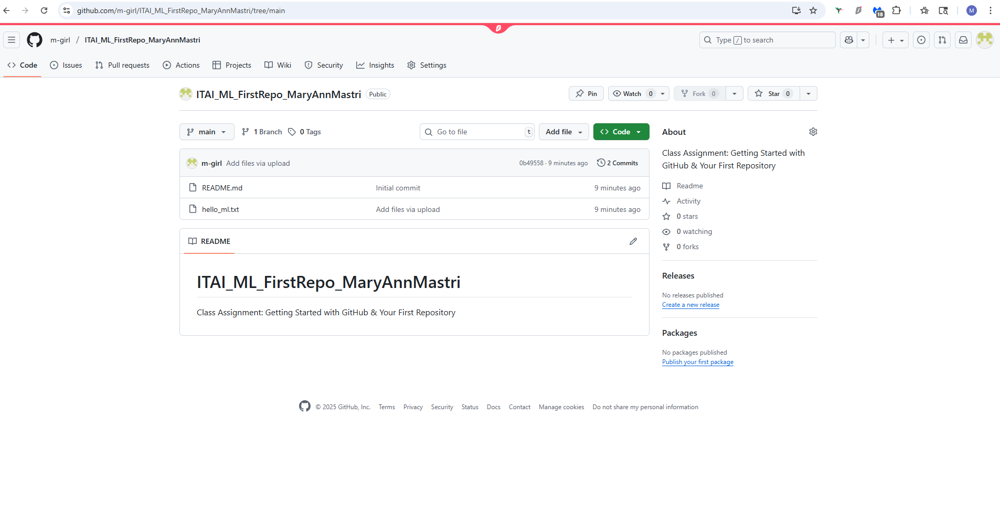 github.com/m-girl/ITAI_ML_FirstRepo_MaryAnnMastri/tree/main
18
M
m-girl / ITAI_ML_FirstRepo_MaryAnnMastri
Type / to search
Code Issues Pull requests Actions Projects Wiki Security Insights Settings
ITAI_ML_FirstRepo_MaryAnnMastri Public
Pin Watch 0 Fork 0 Star 0
main 1 Branch 0 Tags
Go to file t Add file Code
m-girl Add files via upload 0b49558 · 9 minutes ago 2 Commits
README.md Initial commit 9 minutes ago
hello_ml.txt Add files via upload 9 minutes ago
README
ITAI_ML_FirstRepo_MaryAnnMastri
Class Assignment: Getting Started with GitHub & Your First Repository
About
Class Assignment: Getting Started with
GitHub & Your First Repository
Readme
Activity
0 stars
0 watching
0 forks
Releases
No releases published
Create a new release
Packages
No packages published
Publish your first package
© 2025 GitHub, Inc. Terms Privacy Security Status Docs Contact Manage cookies Do not share my personal information